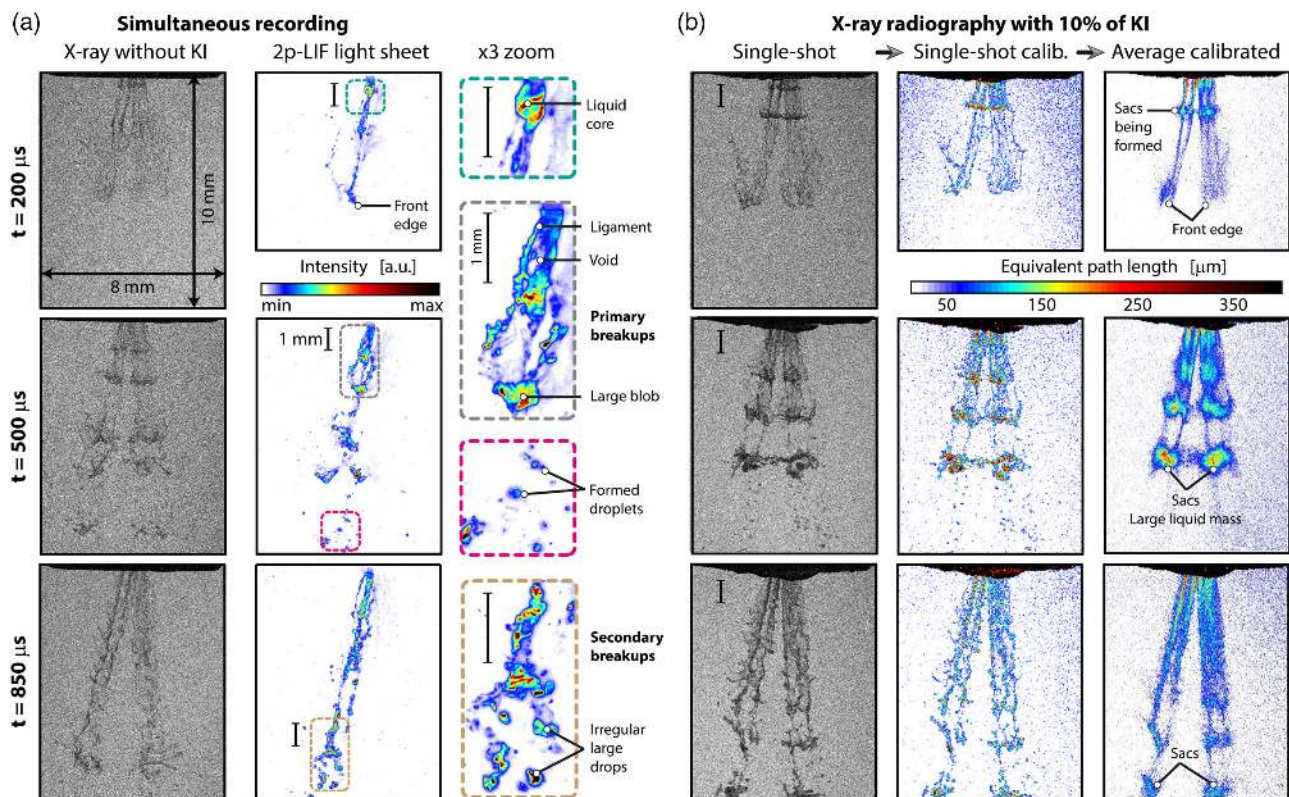 (a)
Simultaneous recording
X-ray without KI
2p-LIF light sheet
x3 zoom
t = 200 μs
10 mm
8 mm
Front
edge
Liquid
core
Intensity [a.u.]
min
max
1 mm
Ligament
Void
Primary
breakups
Large blob
t = 500 μs
1 mm
Formed
droplets
t = 850 μs
Secondary
breakups
Irregular
large
drops
(b)
X-ray radiography with 10% of KI
Single-shot
Single-shot calib.
Average calibrated
Sacs
being
formed
Front edge
Equivalent path length [μm]
50
150
250
350
Sacs
Large liquid mass
Sacs